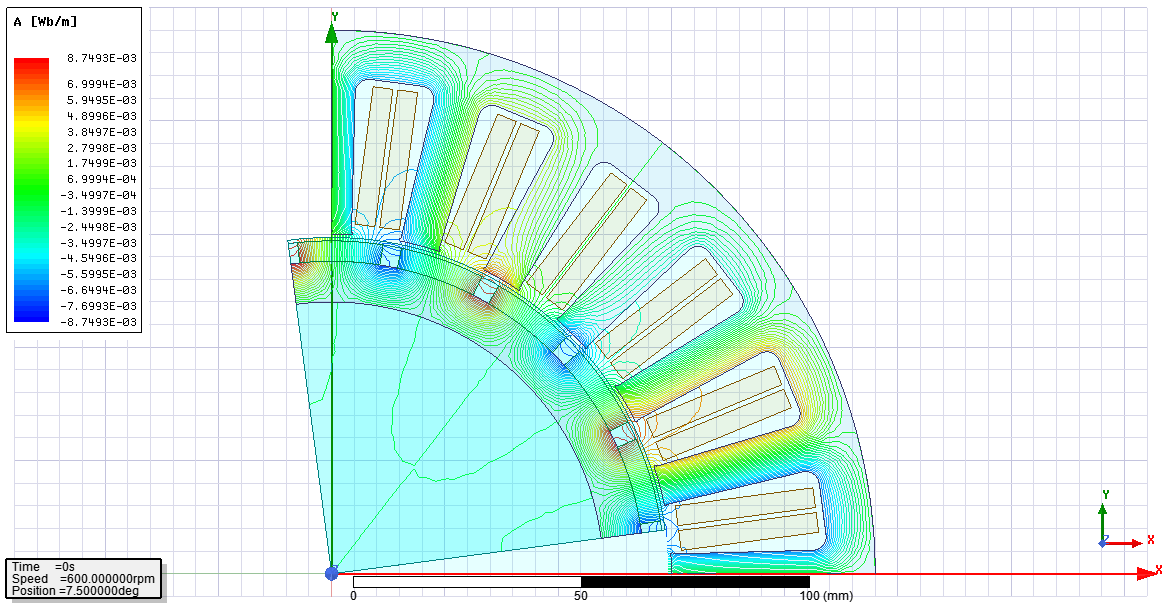 A [Wb/m]
8.7493E-03
6.9994E-03
5.9495E-03
4.8996E-03
3.8497E-03
2.7998E-03
1.7499E-03
6.9994E-04
-3.4997E-04
-1.3999E-03
-2.4498E-03
-3.4997E-03
-4.5496E-03
-5.5995E-03
-6.6494E-03
-7.6993E-03
-8.7493E-03
Y
Y
Z
X
X
Time =0s
Speed =600.000000rpm
Position =7.500000deg
0 50 100 (mm)